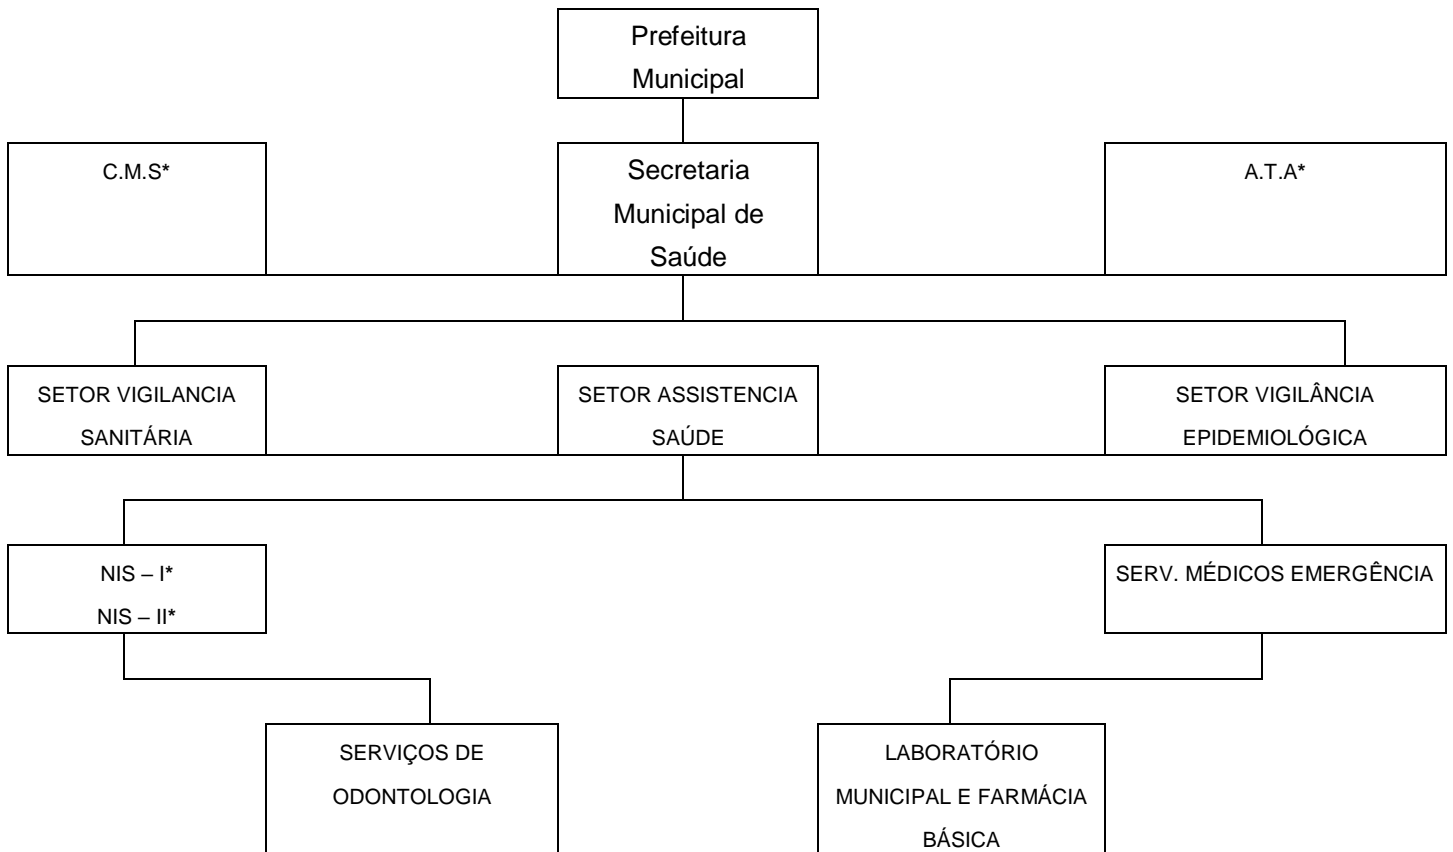 Prefeitura
Municipal
C.M.S*
Secretaria
Municipal de
Saúde
A.T.A*
SETOR VIGILANCIA
SANITÁRIA
SETOR ASSISTENCIA
SAÚDE
SETOR VIGILÂNCIA
EPIDEMIOLÓGICA
NIS – I*
NIS – II*
SERV. MÉDICOS EMERGÊNCIA
SERVIÇOS DE
ODONTOLOGIA
LABORATÓRIO
MUNICIPAL E FARMÁCIA
BÁSICA